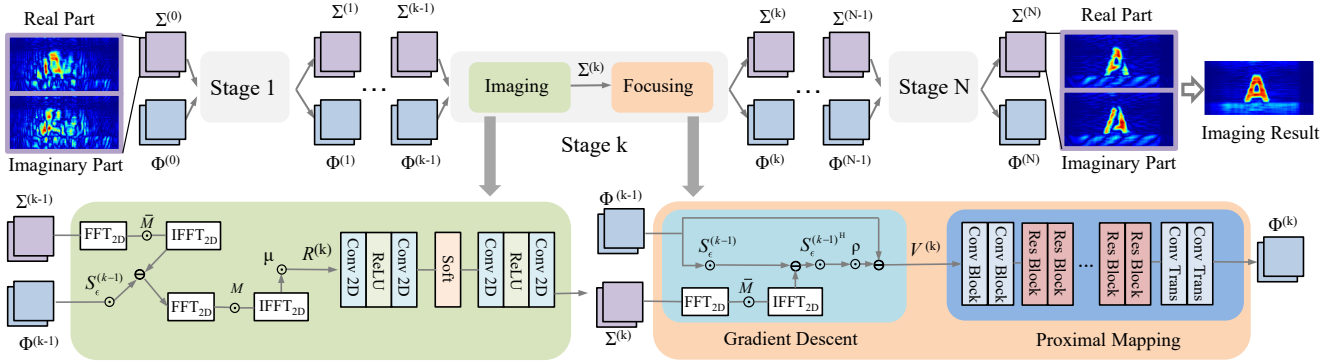 Real Part
Imaginary Part
Σ(0)
Φ(0)
Stage 1
Σ(1)
Φ(1)
...
Σ(k-1)
Φ(k-1)
Imaging
Σ(k)
Focusing
Stage k
Σ(k)
Φ(k)
...
Σ(N-1)
Φ(N-1)
Stage N
Σ(N)
Φ(N)
Real Part
Imaginary Part
Imaging Result
Σ(k-1)
Φ(k-1)
FFT2D
M̄
IFFT2D
Sϵ(k-1)
⊖
FFT2D
M
IFFT2D
μ
R(k)
Conv 2D
ReLU
Conv 2D
Soft
Conv 2D
ReLU
Conv 2D
Φ(k-1)
Σ(k)
Sϵ(k-1)
FFT2D
M̄
IFFT2D
⊖
Sϵ(k-1)H
ρ
⊖
Gradient Descent
V(k)
Conv Block
Conv Block
Res Block
Res Block
...
Res Block
Res Block
Conv Trans
Conv Trans
Proximal Mapping
Φ(k)